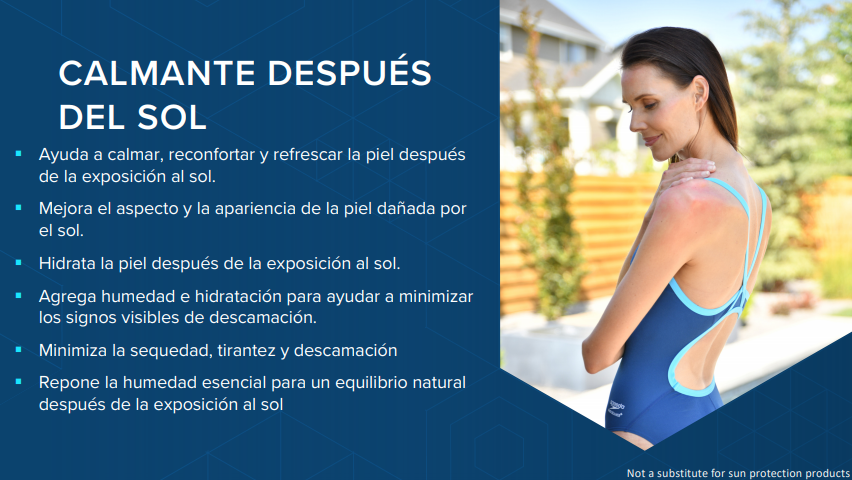 CALMANTE DESPUÉS
DEL SOL
Ayuda a calmar, reconfortar y refrescar la piel después
de la exposición al sol.
Mejora el aspecto y la apariencia de la piel dañada por
el sol.
Hidrata la piel después de la exposición al sol.
Agrega humedad e hidratación para ayudar a minimizar
los signos visibles de descamación.
Minimiza la sequedad, tirantez y descamación
Repone la humedad esencial para un equilibrio natural
después de la exposición al sol
Not a substitute for sun protection products